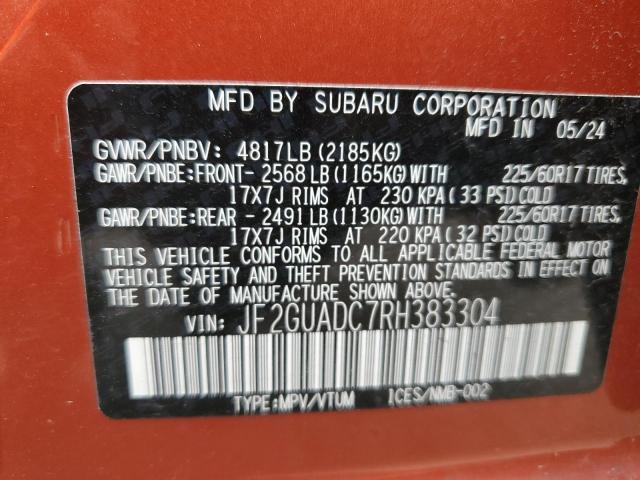 MFD BY SUBARU CORPORATION
MFD IN 05/24
GVWR/PNBV: 4817LB (2185KG)
GAWR/PNBE:FRONT- 2568 LB (1165KG) WITH 225/60R17 TIRES,
17X7J RIMS AT 230 KPA ( 33 PSI) COLD
GAWR/PNBE:REAR - 2491 LB (1130KG) WITH 225/60R17 TIRES,
17X7J RIMS AT 220 KPA ( 32 PSI) COLD
THIS VEHICLE CONFORMS TO ALL APPLICABLE FEDERAL MOTOR
VEHICLE SAFETY AND THEFT PREVENTION STANDARDS IN EFFECT ON
THE DATE OF MANUFACTURE SHOWN ABOVE.
VIN: JF2GUADC7RH383304
TYPE:MPV/VTUM ICES/NMB-002